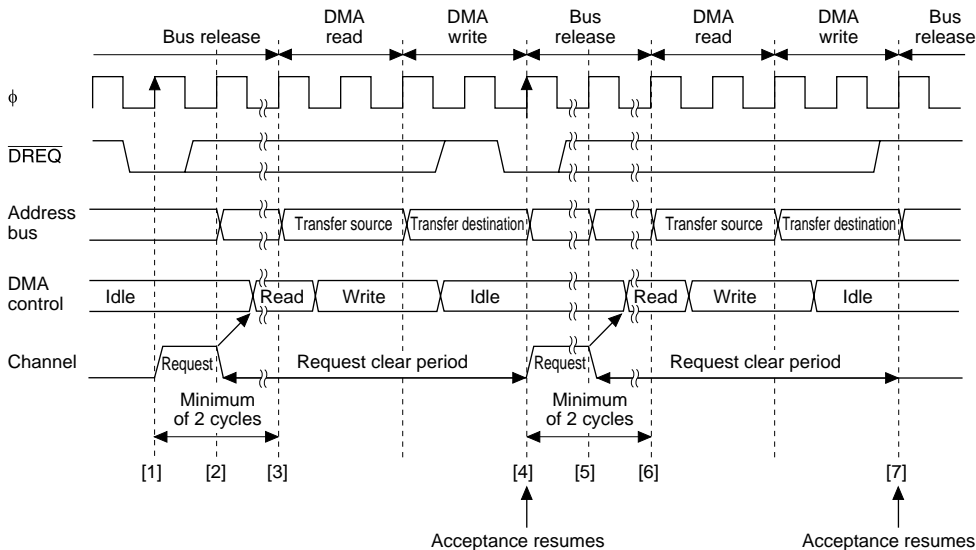 Bus release
DMA read
DMA write
Bus release
DMA read
DMA write
Bus release
ϕ
DREQ
Address bus
Transfer source
Transfer destination
Transfer source
Transfer destination
DMA control
Idle
Read
Write
Idle
Read
Write
Idle
Channel
Request
Request clear period
Request
Request clear period
Minimum of 2 cycles
Minimum of 2 cycles
[1]
[2]
[3]
[4]
[5]
[6]
[7]
Acceptance resumes
Acceptance resumes